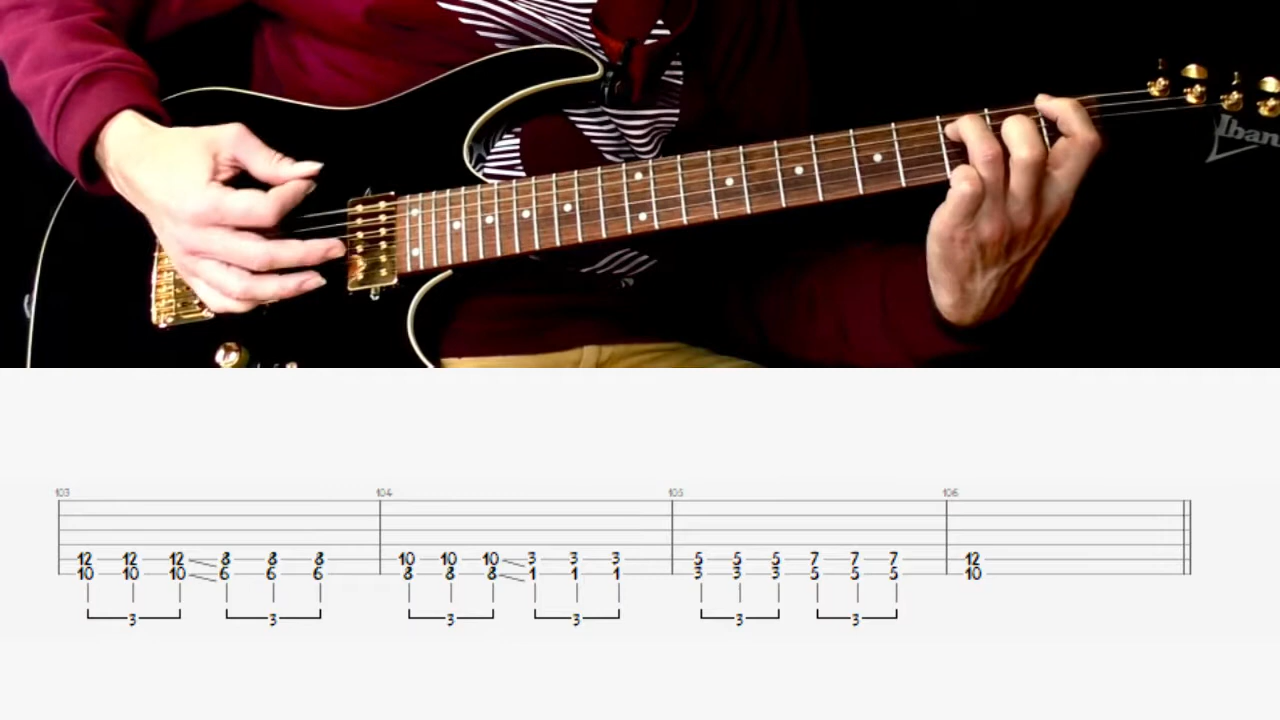 Iban
103 104 105 106
12 12 12 8 8 8 10 10 10 3 3 3 5 5 5 7 7 7 12
10 10 10 6 6 6 8 8 8 1 1 1 3 3 3 5 5 5 10
3 3 3 3 3 3